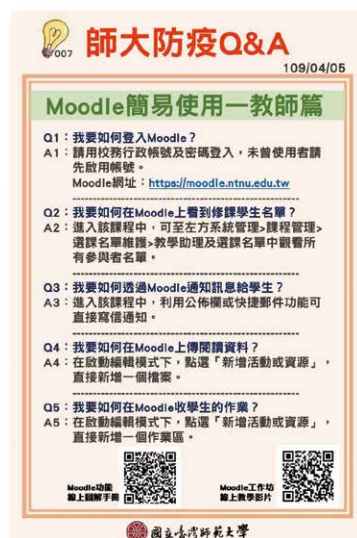 007
師大防疫Q&A
109/04/05
Moodle簡易使用－教師篇
Q1：我要如何登入Moodle？
A1：請用校務行政帳號及密碼登入，未曾使用者請
先啟用帳號。
Moodle網址：https://moodle.ntnu.edu.tw
Q2：我要如何在Moodle上看到修課學生名單？
A2：進入該課程中，可至左方系統管理>課程管理>
選課名單維護>教學助理及選課名單中觀看所
有參與者名單。
Q3：我要如何透過Moodle通知訊息給學生？
A3：進入該課程中，利用公佈欄或快捷郵件功能可
直接寫信通知。
Q4：我要如何在Moodle上傳閱讀資料？
A4：在啟動編輯模式下，點選「新增活動或資源」，
直接新增一個檔案。
Q5：我要如何在Moodle收學生的作業？
A5：在啟動編輯模式下，點選「新增活動或資源」，
直接新增一個作業區。
Moodle功能
線上圖解手冊
Moodle工作坊
線上教學影片
國立臺灣師範大學